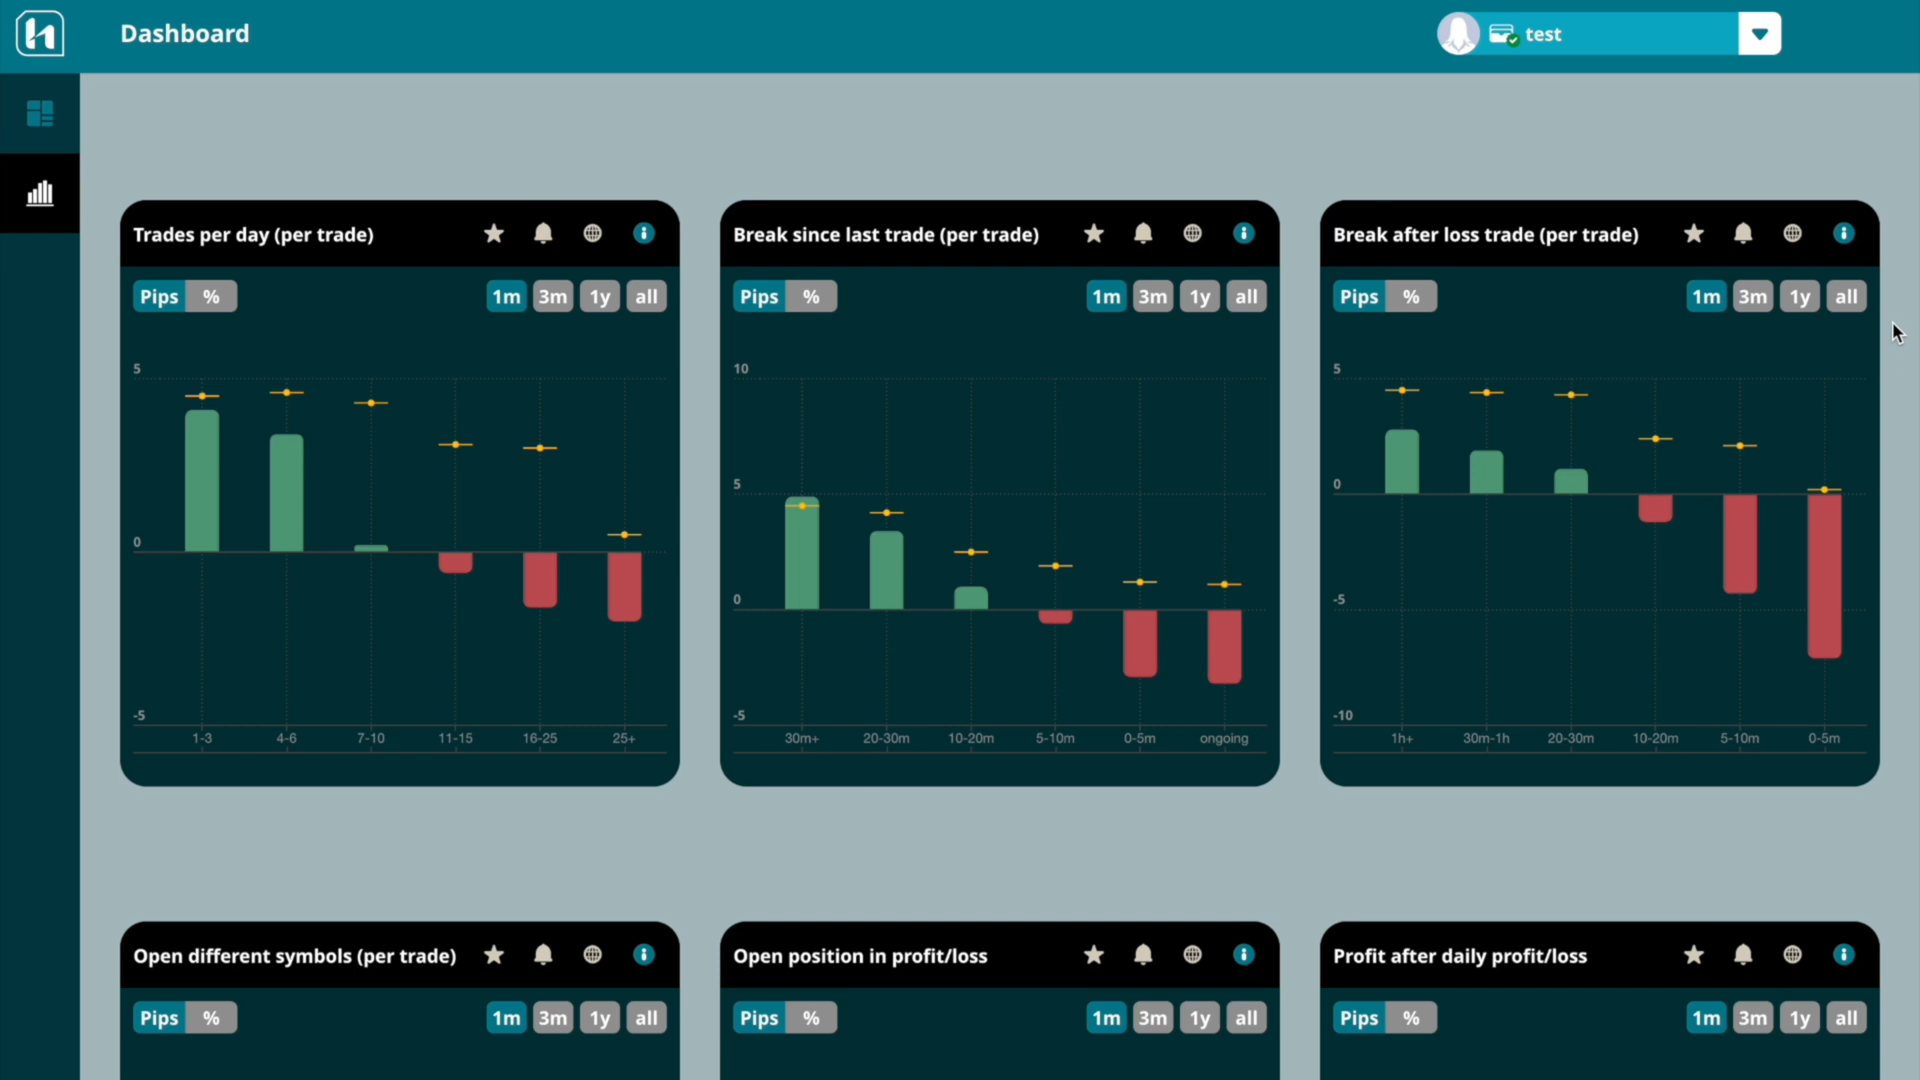 Dashboard
test
Trades per day (per trade)
Break since last trade (per trade)
Break after loss trade (per trade)
Pips % 1m 3m 1y all
Pips % 1m 3m 1y all
Pips % 1m 3m 1y all
5
0
-5
1-3 4-6 7-10 11-15 16-25 25+
10
5
0
-5
30m+ 20-30m 10-20m 5-10m 0-5m ongoing
5
0
-5
-10
1h+ 30m-1h 20-30m 10-20m 5-10m 0-5m
Open different symbols (per trade)
Open position in profit/loss
Profit after daily profit/loss
Pips % 1m 3m 1y all
Pips % 1m 3m 1y all
Pips % 1m 3m 1y all